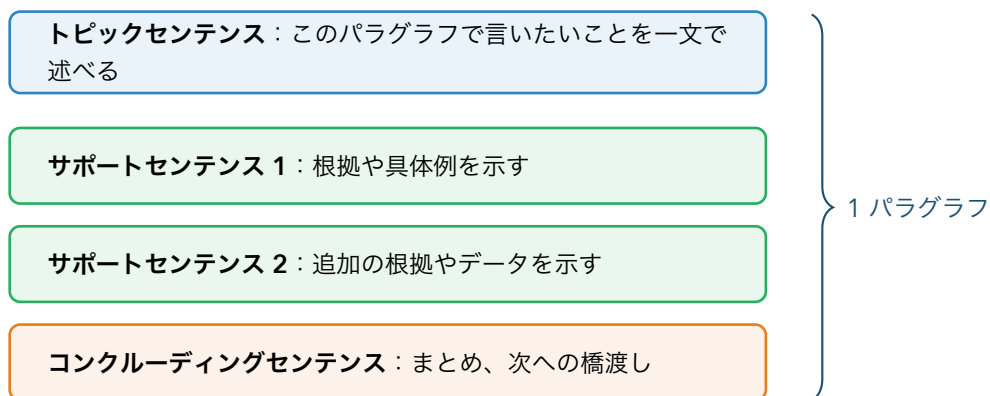 トピックセンテンス：このパラグラフで言いたいことを一文で
述べる
サポートセンテンス 1：根拠や具体例を示す
1 パラグラフ
サポートセンテンス 2：追加の根拠やデータを示す
コンクルーディングセンテンス：まとめ、次への橋渡し